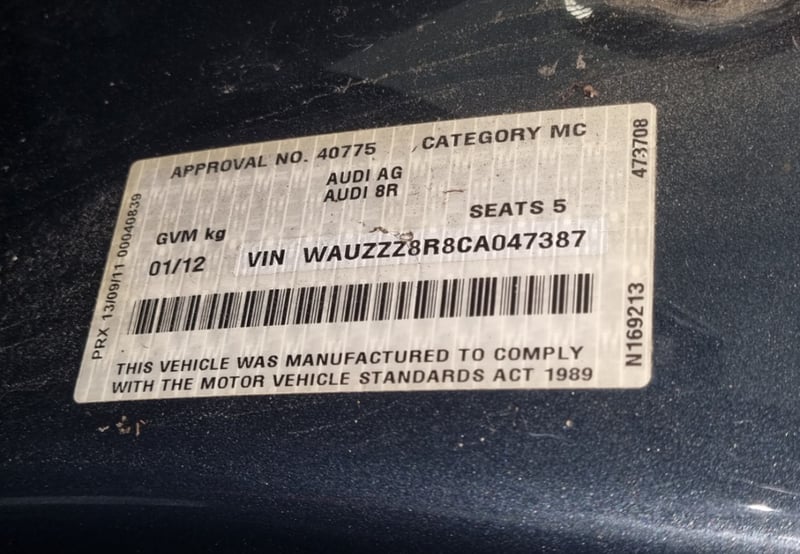 APPROVAL NO. 40775 CATEGORY MC
AUDI AG
AUDI 8R
SEATS 5
GVM kg
01/12 VIN WAUZZZ8R8CA047387
THIS VEHICLE WAS MANUFACTURED TO COMPLY
WITH THE MOTOR VEHICLE STANDARDS ACT 1989
PRX 13/09/11 00040839
473708
N169213